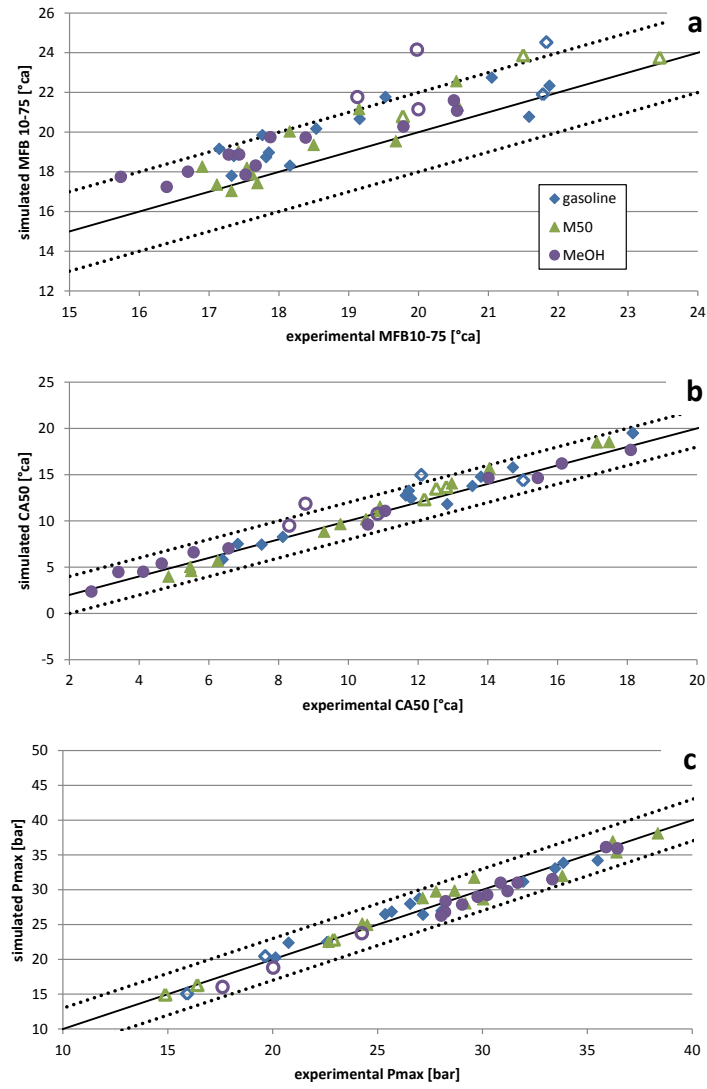 a
26
24
22
20
18
16
14
12
simulated MFB 10-75 [°ca]
gasoline
M50
MeOH
15 16 17 18 19 20 21 22 23 24
experimental MFB10-75 [°ca]
b
25
20
15
10
5
0
-5
simulated CA50 [°ca]
2 4 6 8 10 12 14 16 18 20
experimental CA50 [°ca]
c
50
45
40
35
30
25
20
15
10
simulated Pmax [bar]
10 15 20 25 30 35 40
experimental Pmax [bar]